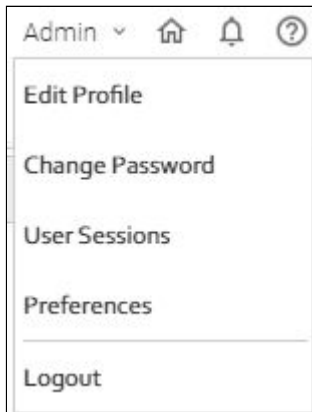 Admin
Edit Profile
Change Password
User Sessions
Preferences
Logout